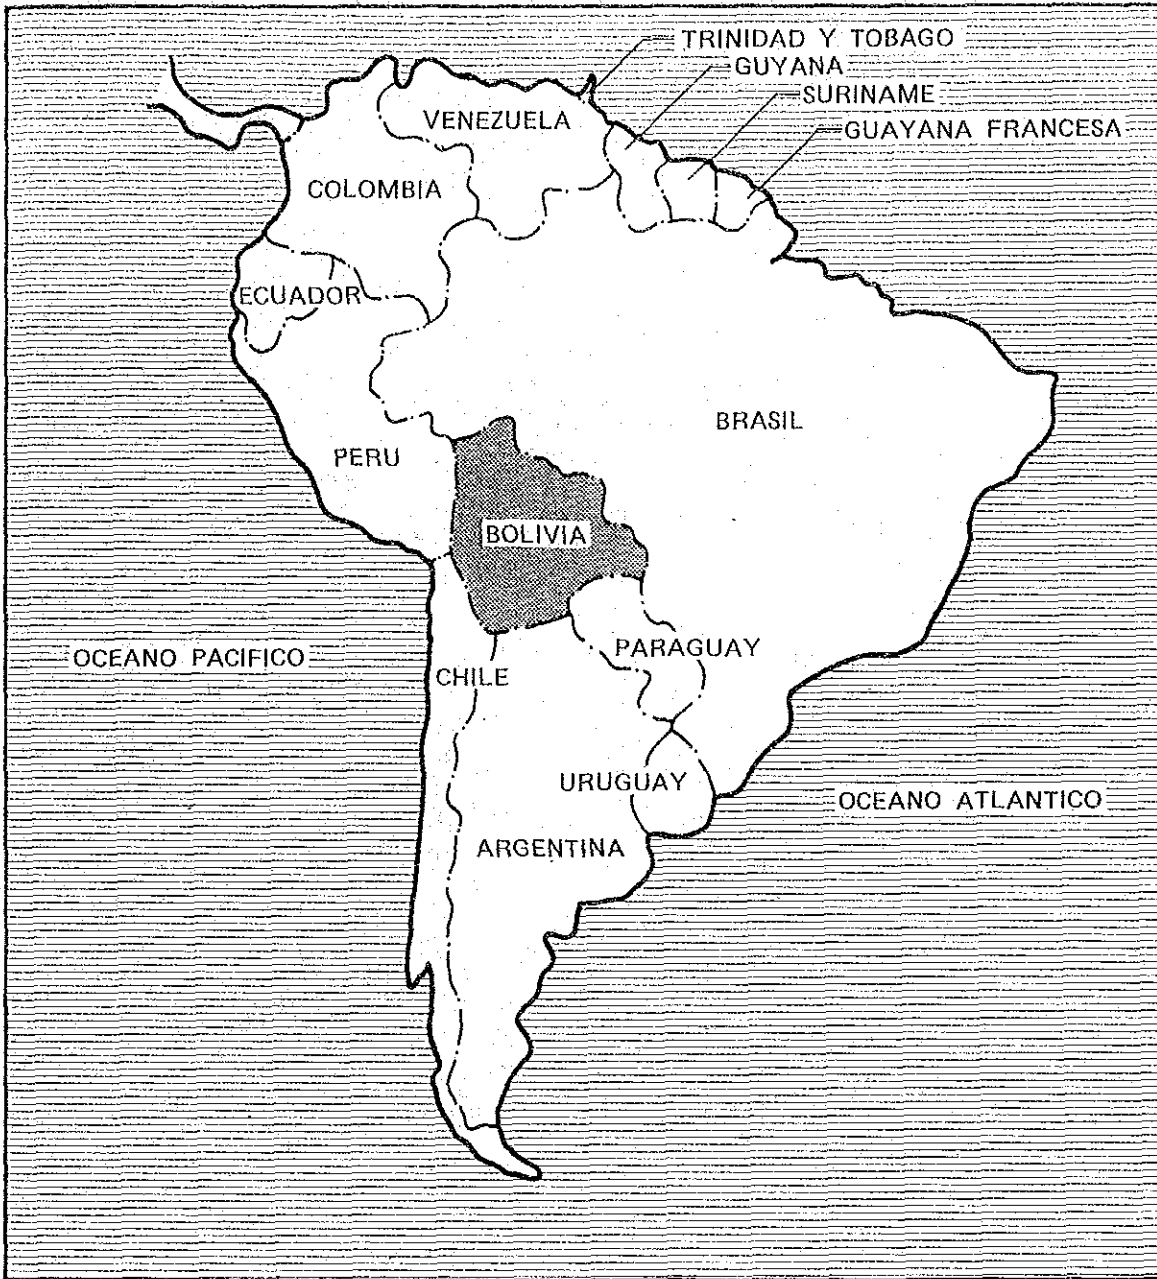 TRINIDAD Y TOBAGO
GUYANA
SURINAME
GUAYANA FRANCESA
VENEZUELA
COLOMBIA
ECUADOR
BRASIL
PERU
BOLIVIA
PARAGUAY
OCEANO PACIFICO
CHILE
URUGUAY
OCEANO ATLANTICO
ARGENTINA